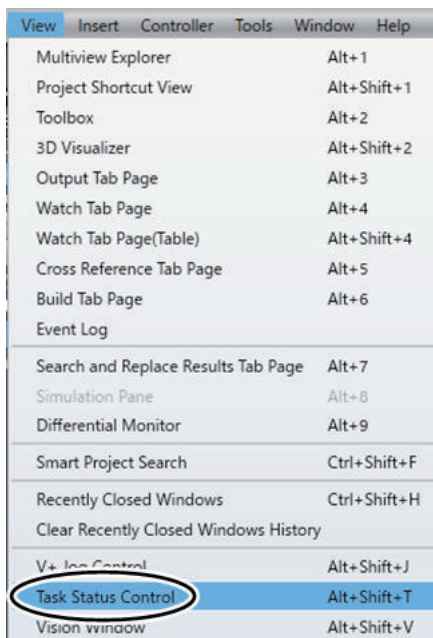 View Insert Controller Tools Window Help
Multiview Explorer Alt+1
Project Shortcut View Alt+Shift+1
Toolbox Alt+2
3D Visualizer Alt+Shift+2
Output Tab Page Alt+3
Watch Tab Page Alt+4
Watch Tab Page(Table) Alt+Shift+4
Cross Reference Tab Page Alt+5
Build Tab Page Alt+6
Event Log
Search and Replace Results Tab Page Alt+7
Simulation Pane Alt+8
Differential Monitor Alt+9
Smart Project Search Ctrl+Shift+F
Recently Closed Windows Ctrl+Shift+H
Clear Recently Closed Windows History
V+ Jog Control Alt+Shift+J
Task Status Control Alt+Shift+T
Vision Window Alt+Shift+V